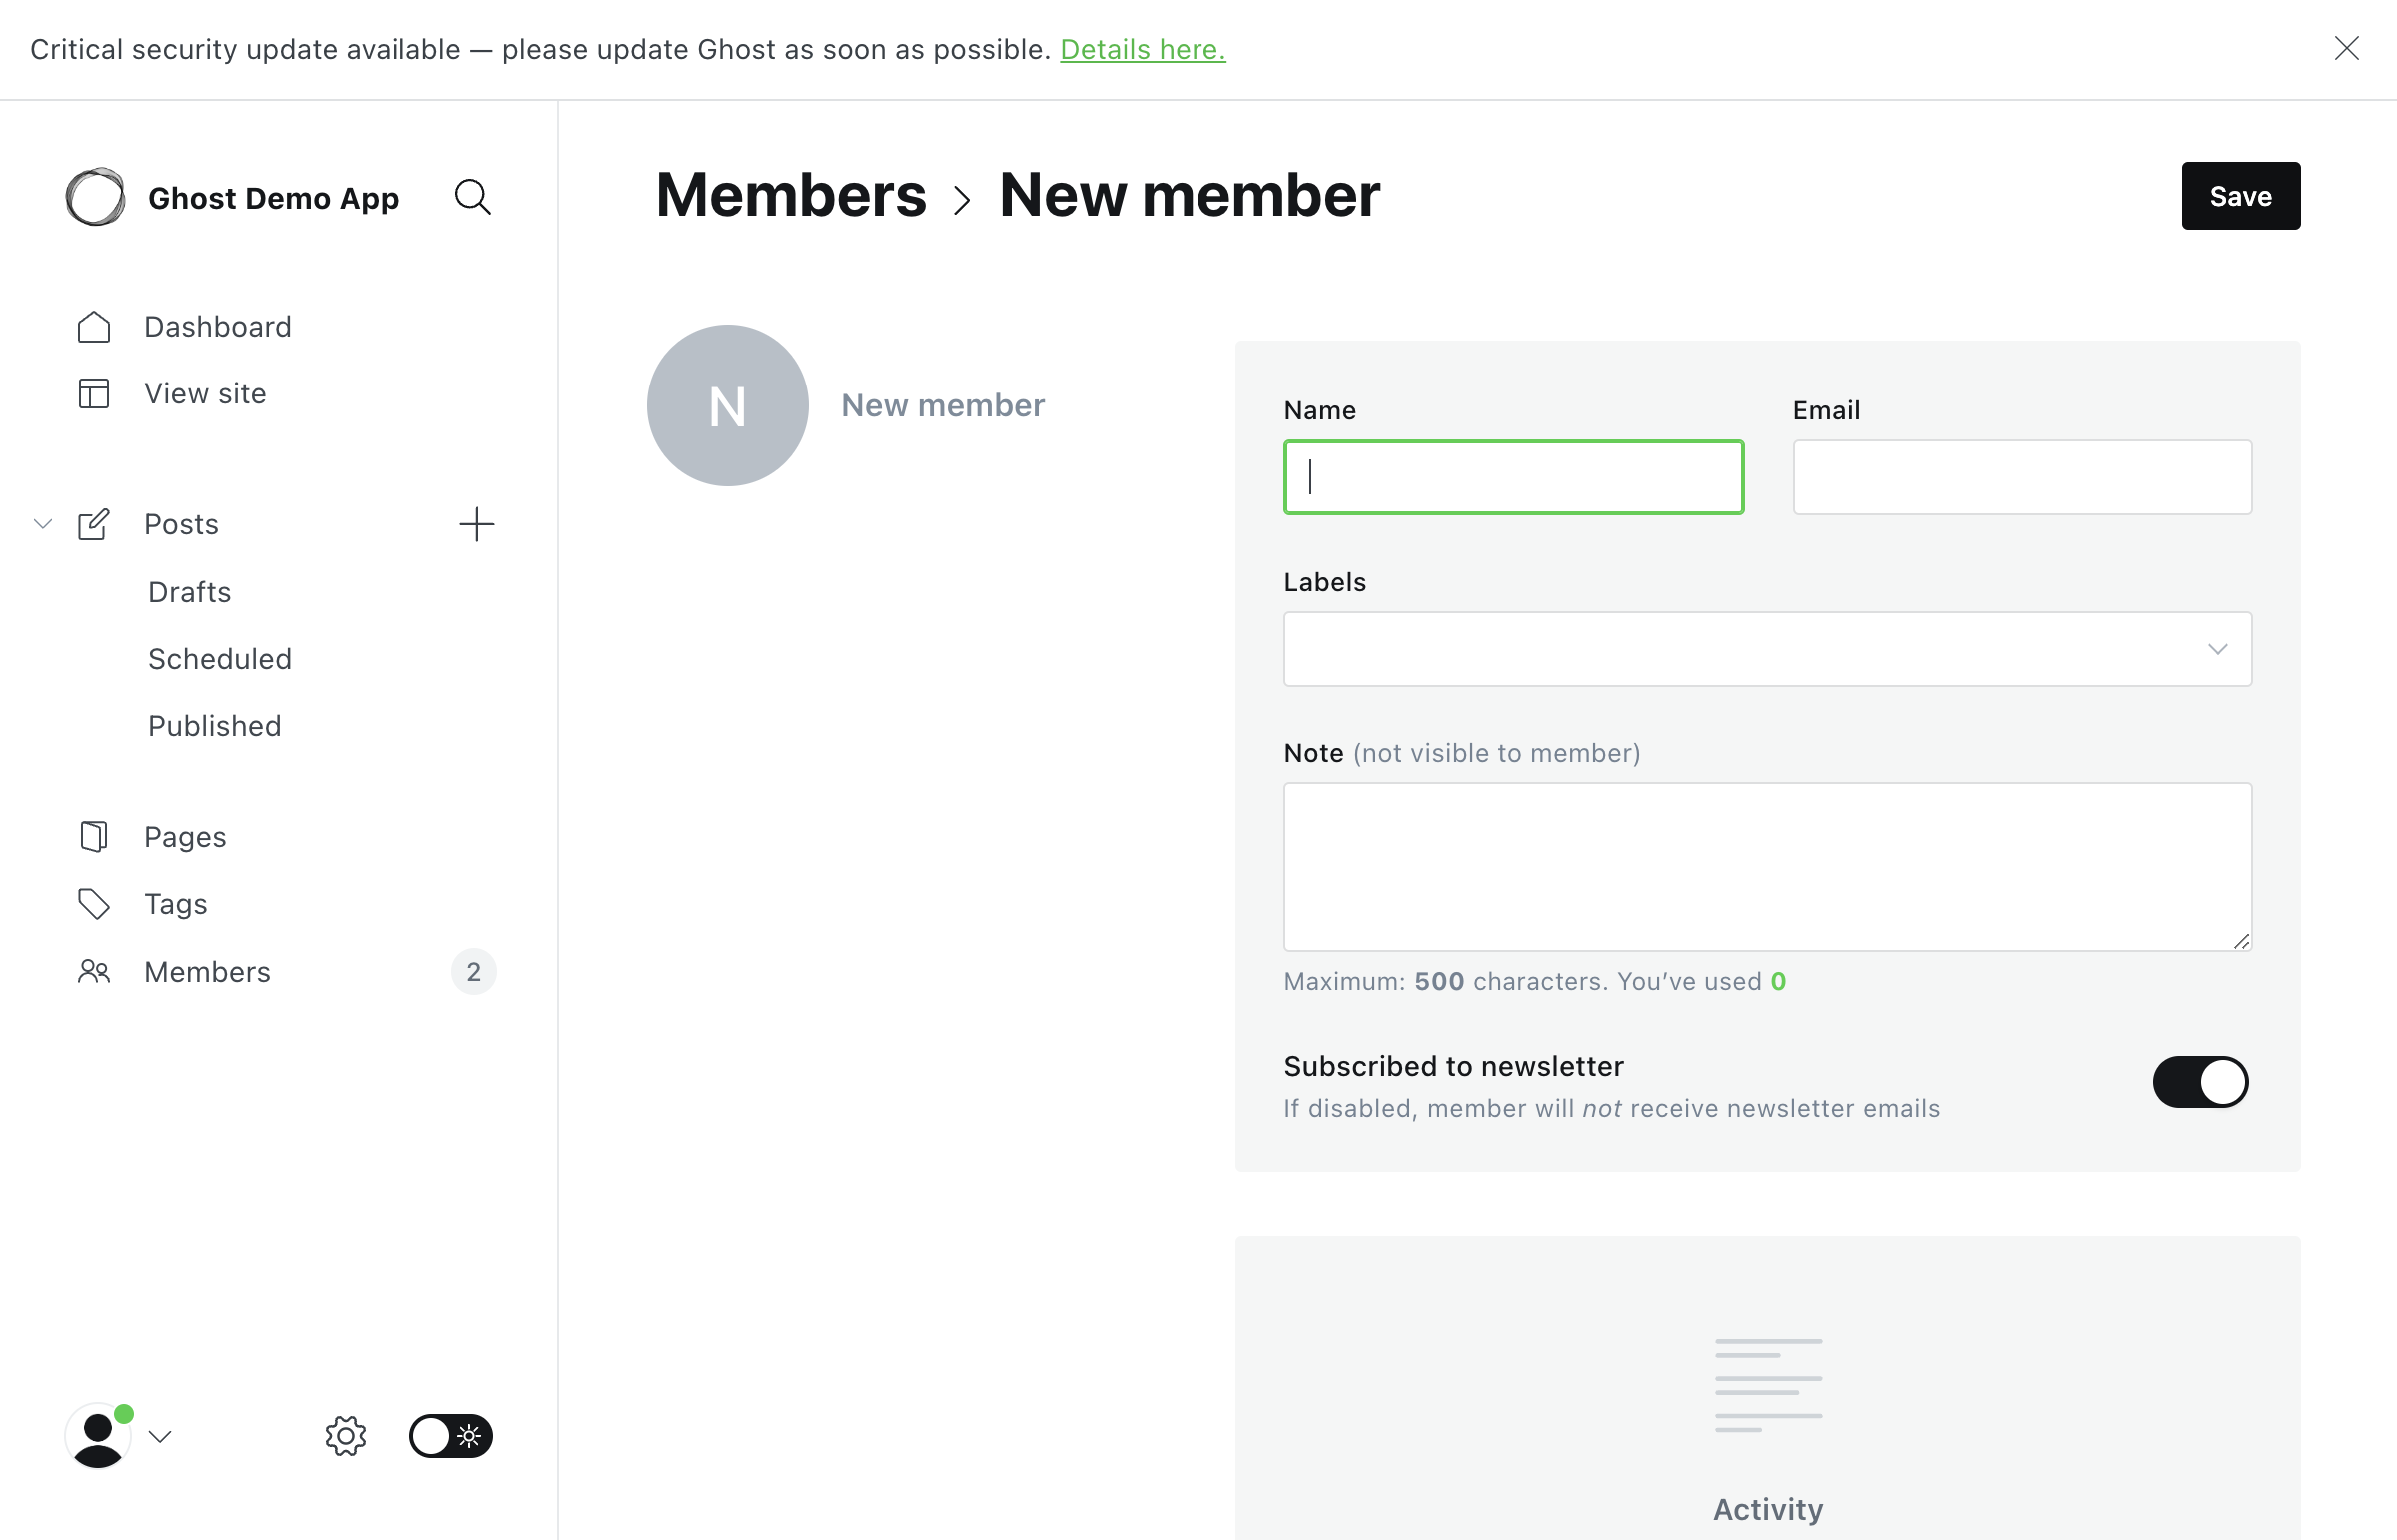 Critical security update available — please update Ghost as soon as possible. Details here.
Ghost Demo App
Dashboard
View site
Posts
Drafts
Scheduled
Published
Pages
Tags
Members 2
Members > New member
Save
N
New member
Name
Email
Labels
Note (not visible to member)
Maximum: 500 characters. You’ve used 0
Subscribed to newsletter
If disabled, member will not receive newsletter emails
Activity